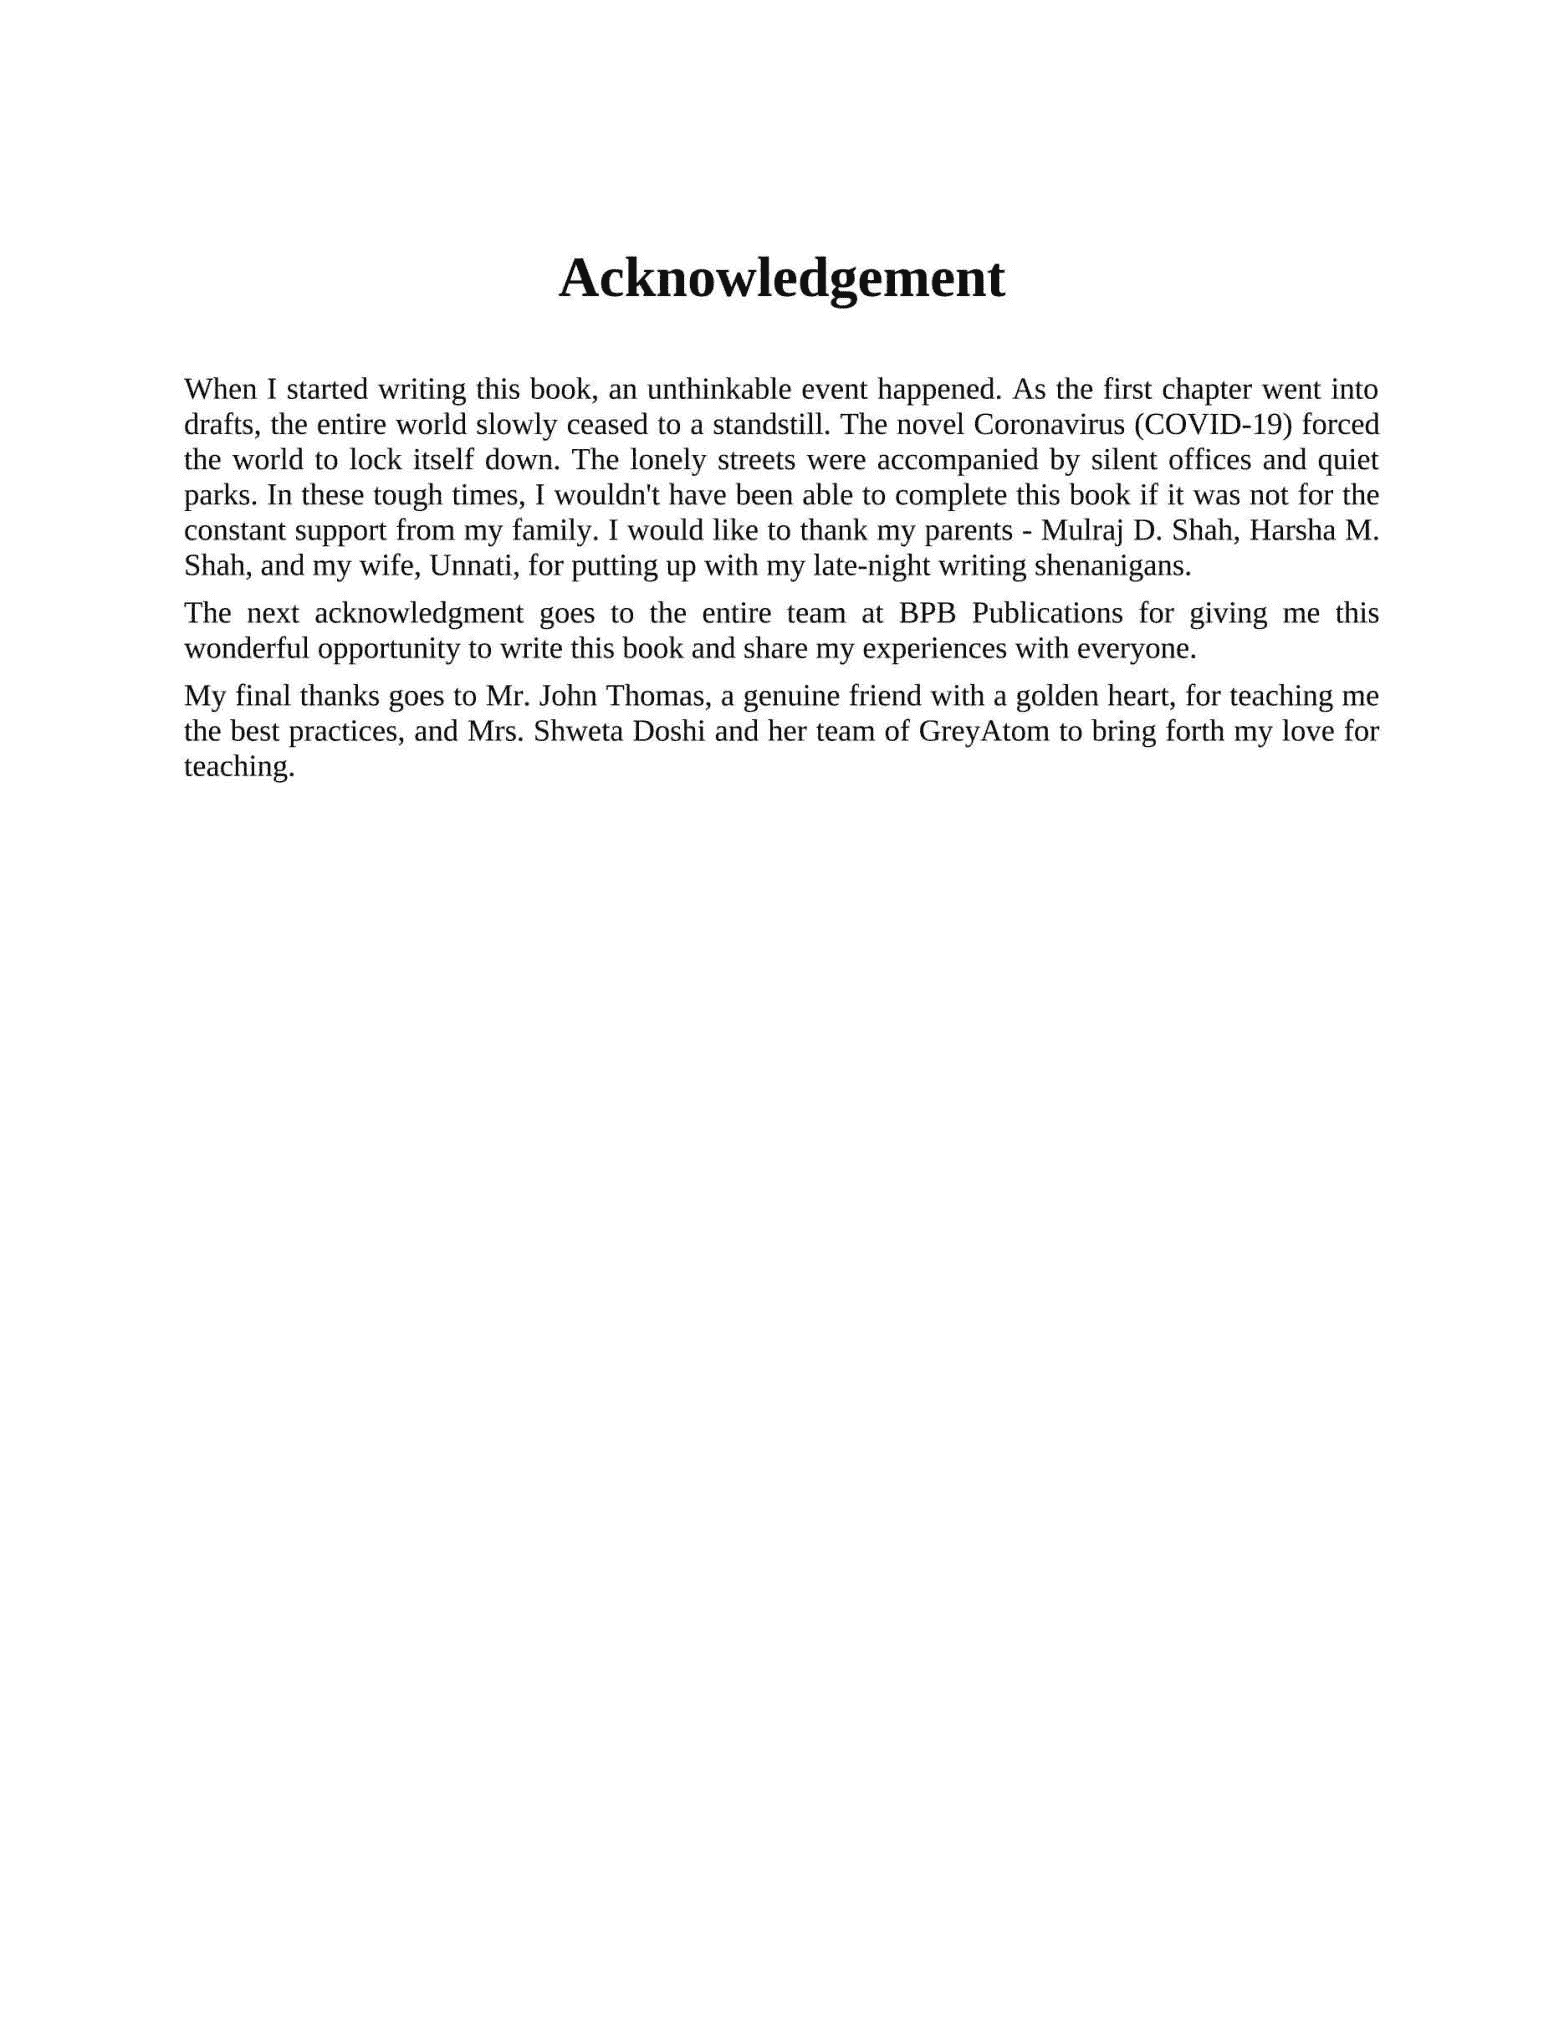 Acknowledgement
When I started writing this book, an unthinkable event happened. As the first chapter went into
drafts, the entire world slowly ceased to a standstill. The novel Coronavirus (COVID-19) forced
the world to lock itself down. The lonely streets were accompanied by silent offices and quiet
parks. In these tough times, I wouldn't have been able to complete this book if it was not for the
constant support from my family. I would like to thank my parents - Mulraj D. Shah, Harsha M.
Shah, and my wife, Unnati, for putting up with my late-night writing shenanigans.
The next acknowledgment goes to the entire team at BPB Publications for giving me this
wonderful opportunity to write this book and share my experiences with everyone.
My final thanks goes to Mr. John Thomas, a genuine friend with a golden heart, for teaching me
the best practices, and Mrs. Shweta Doshi and her team of GreyAtom to bring forth my love for
teaching.